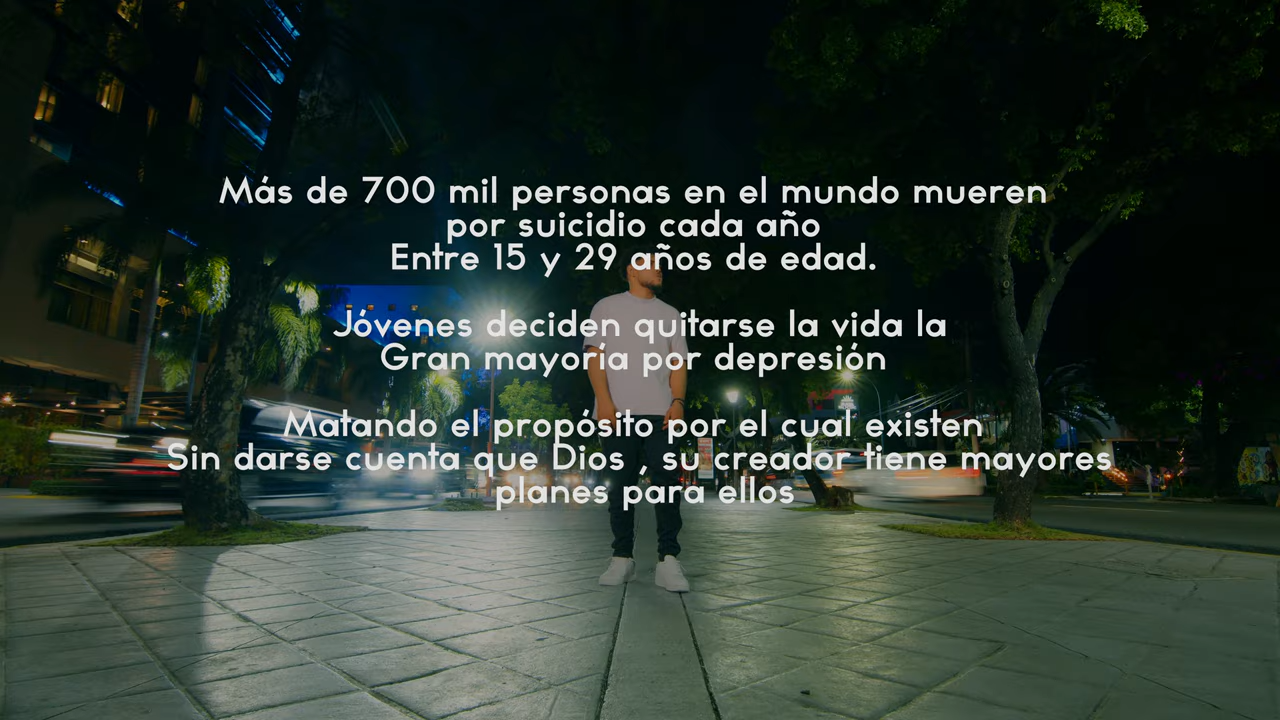 Más de 700 mil personas en el mundo mueren
por suicidio cada año
Entre 15 y 29 años de edad.
Jóvenes deciden quitarse la vida la
Gran mayoría por depresión
Matando el propósito por el cual existen
Sin darse cuenta que Dios , su creador tiene mayores
planes para ellos